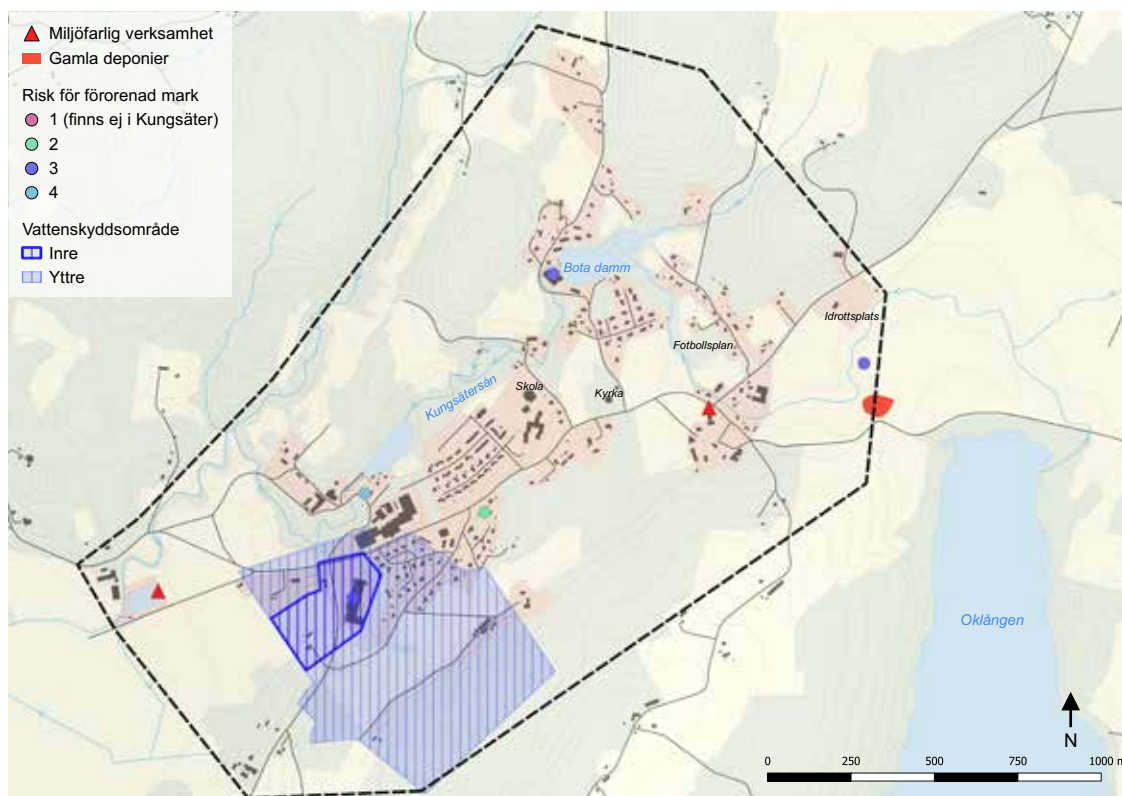 Miljöfarlig verksamhet
Gamla deponier
Risk för förorenad mark
1 (finns ej i Kungsäter)
2
3
4
Vattenskyddsområde
Inre
Yttre
Bota damm
Idrottsplats
Fotbollsplan
Kungsätersån
Skola
Kyrka
Oklången
N
0 250 500 750 1000 m